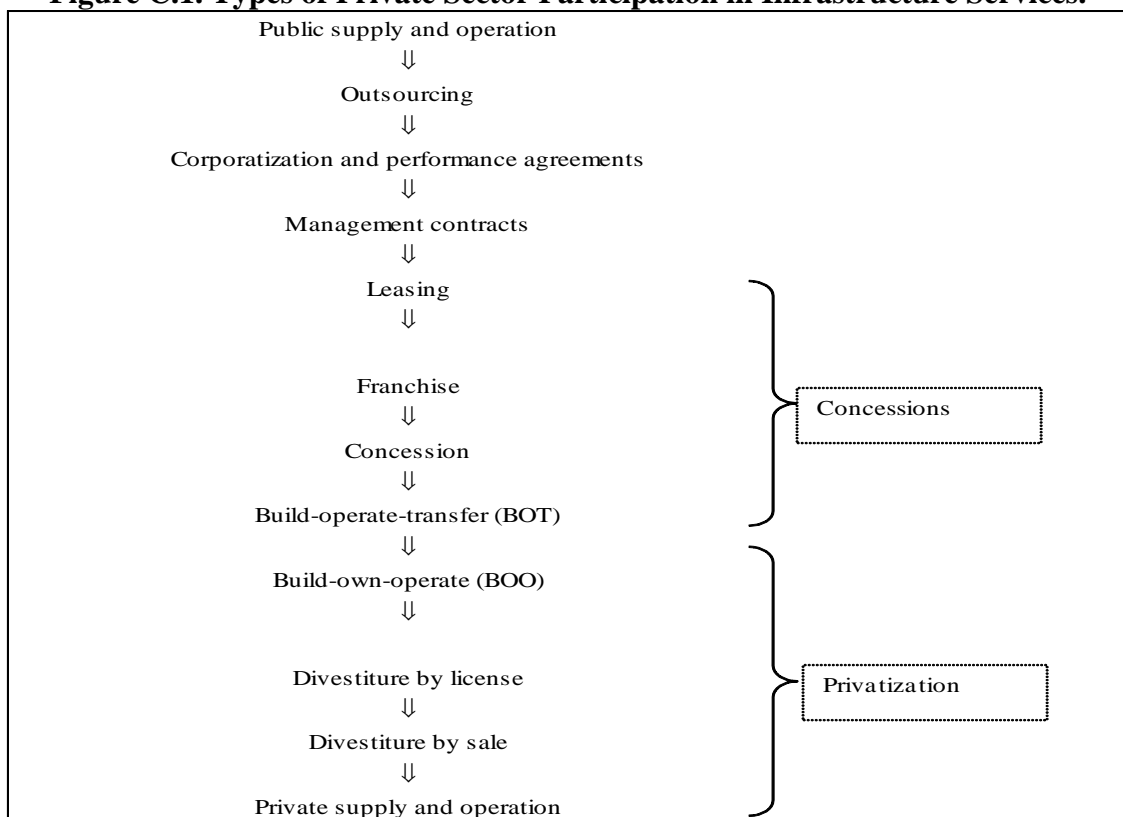 Figure C.1. Types of Private Sector Participation in Infrastructure Services.
Public supply and operation
⇓
Outsourcing
⇓
Corporatization and performance agreements
⇓
Management contracts
⇓
Leasing
⇓
Franchise
⇓
Concessions
Concession
⇓
Build-operate-transfer (BOT)
⇓
Build-own-operate (BOO)
⇓
Divestiture by license
Privatization
⇓
Divestiture by sale
⇓
Private supply and operation